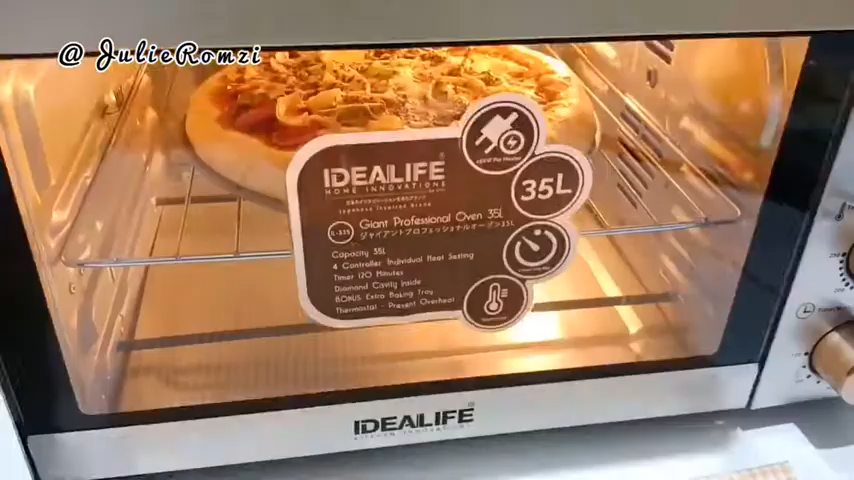 @ JulieRomzi
IDEALIFE
HOME INNOVATIONS
Japanese Inspired Brand
IL-335
Giant Professional Oven 35L
ジャイアントプロフェッショナルオーブン35L
Capacity 35L
4 Controller Individual Heat Setting
Timer 120 Minutes
Diamond Cavity Inside
BONUS Extra Baking Tray
Thermostat - Prevent Overheat
35L
IDEALIFE
KITCHEN INNOVATIONS